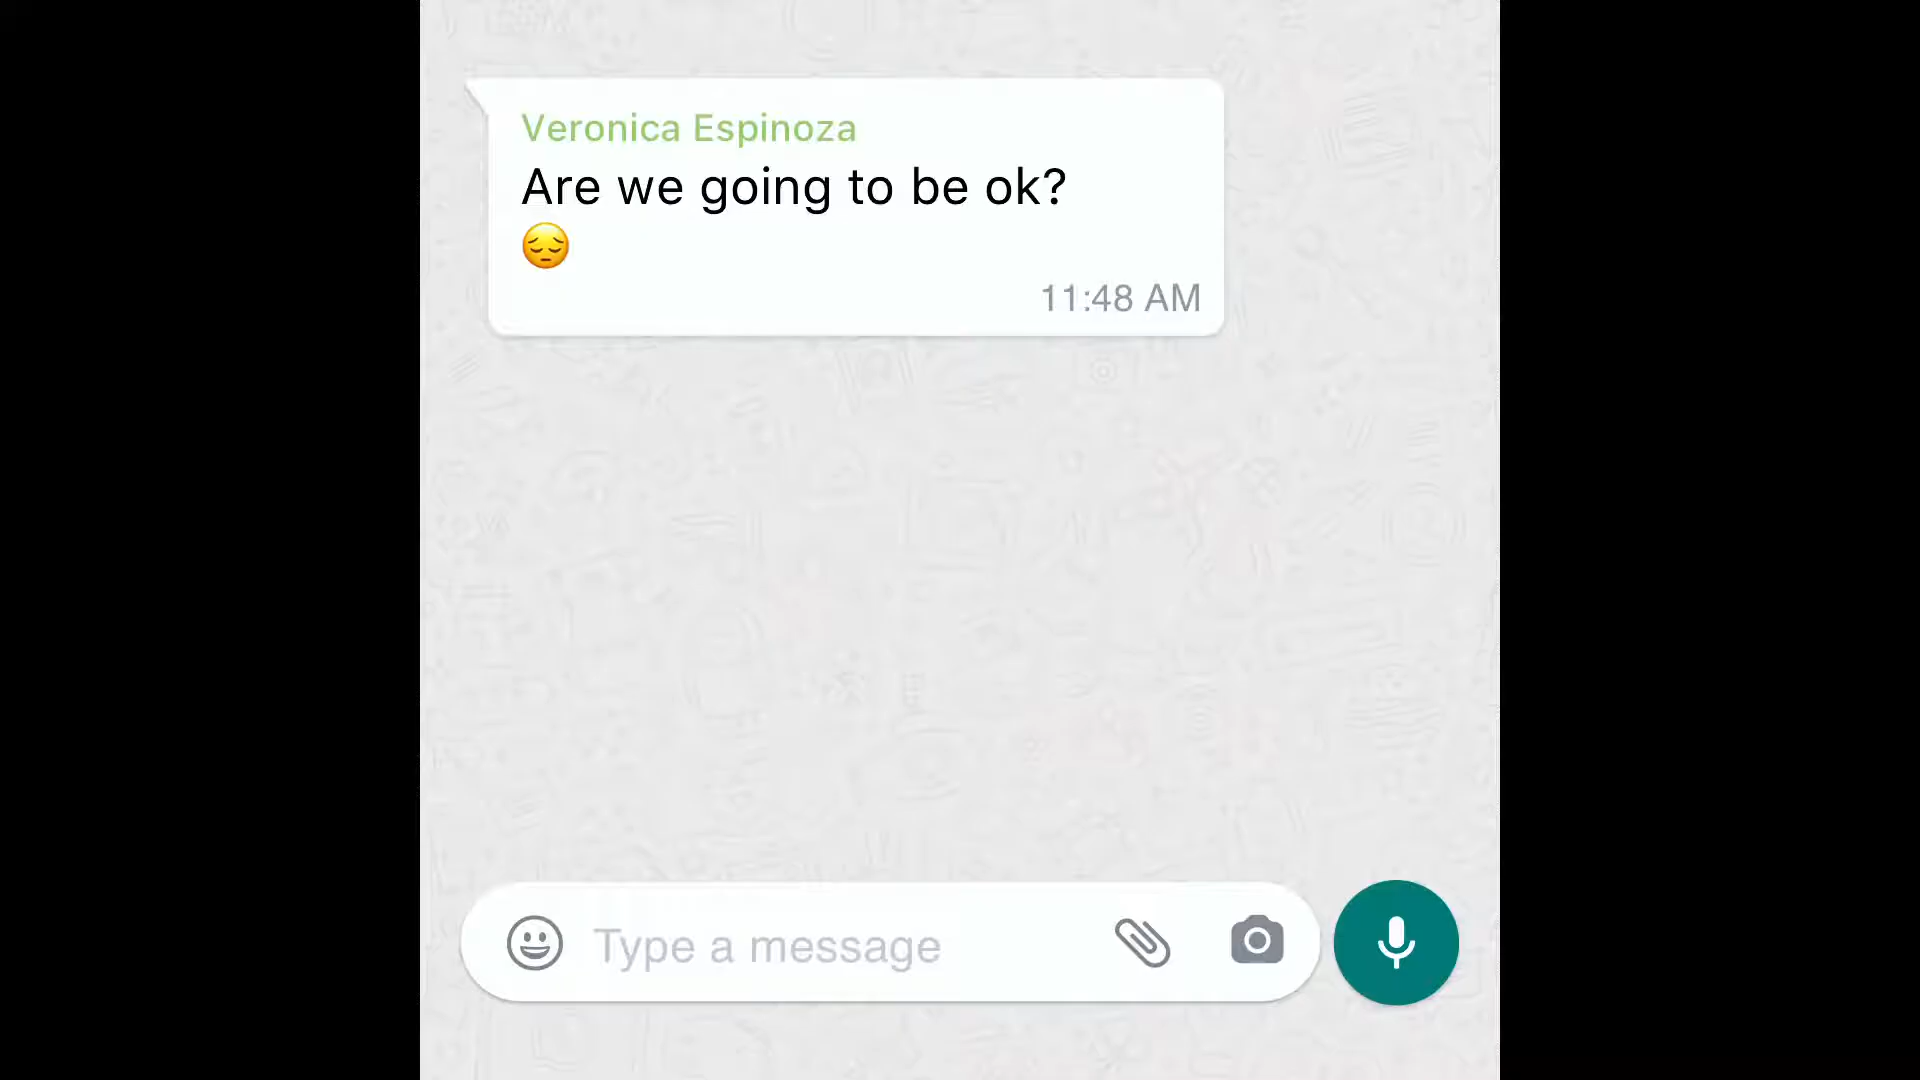 Veronica Espinoza
Are we going to be ok?
😔
11:48 AM
Type a message